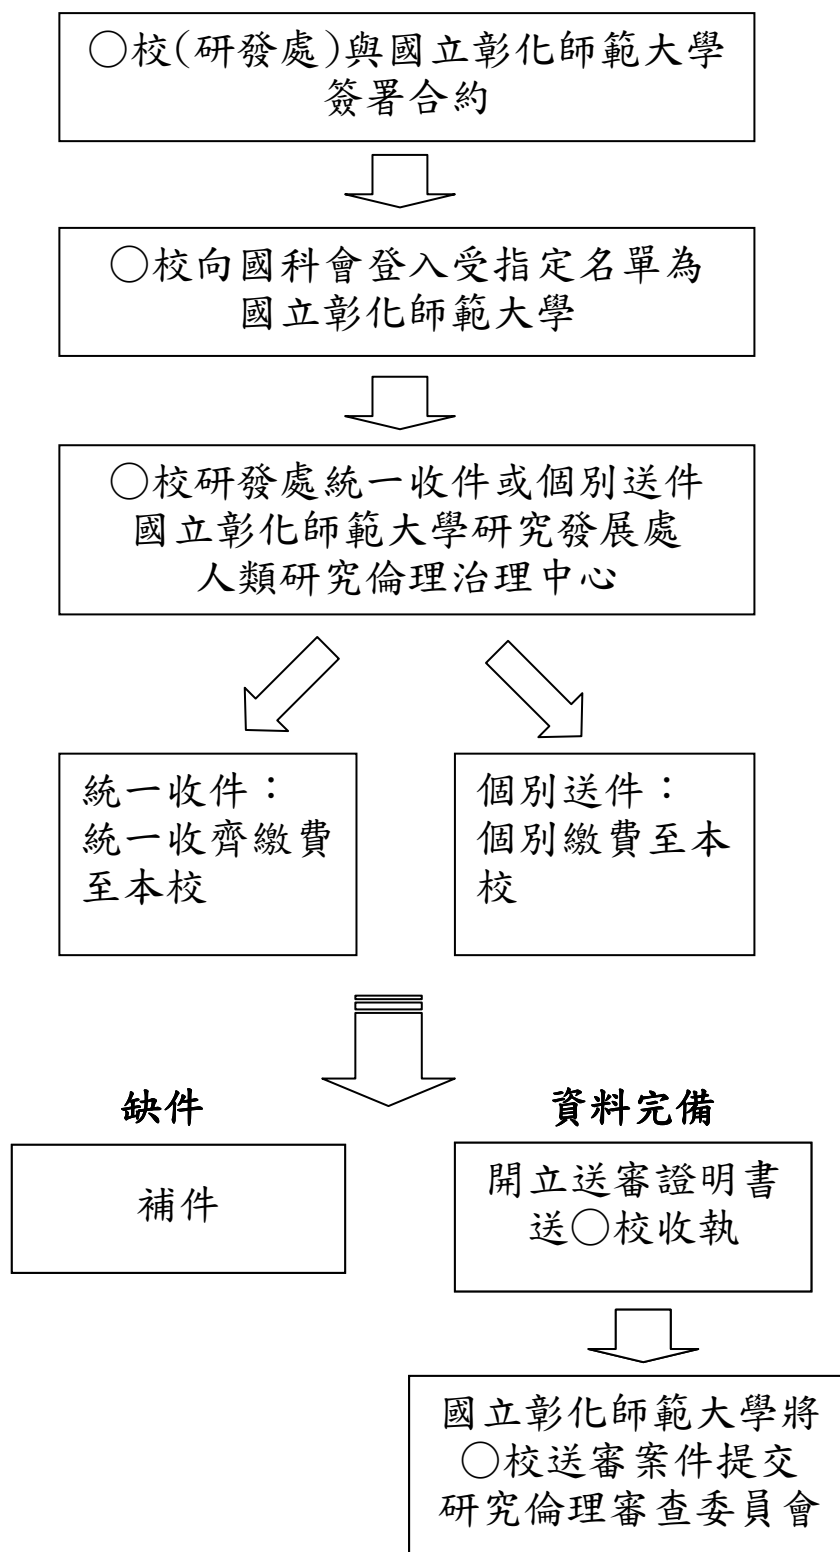 ○校(研發處)與國立彰化師範大學
簽署合約
○校向國科會登入受指定名單為
國立彰化師範大學
○校研發處統一收件或個別送件
國立彰化師範大學研究發展處
人類研究倫理治理中心
統一收件：
統一收齊繳費
至本校
個別送件：
個別繳費至本
校
缺件
補件
資料完備
開立送審證明書
送○校收執
國立彰化師範大學將
○校送審案件提交
研究倫理審查委員會